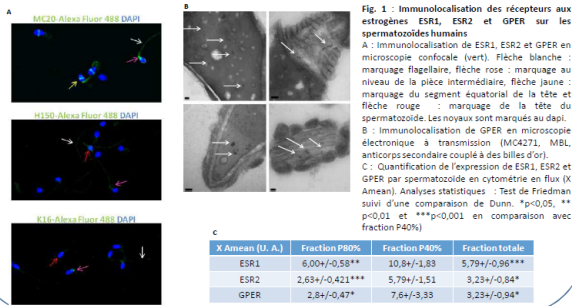 A
MC20-Alexa Fluor 488 DAPI
H150-Alexa Fluor 488 DAPI
K16-Alexa Fluor 488 DAPI
B
Fig. 1 : Immunolocalisation des récepteurs aux
estrogènes ESR1, ESR2 et GPER sur les
spermatozoïdes humains
A : Immunolocalisation de ESR1, ESR2 et GPER en
microscopie confocale (vert). Flèche blanche :
marquage flagellaire, flèche rose : marquage au
niveau de la pièce intermédiaire, flèche jaune :
marquage du segment équatorial de la tête et
flèche rouge : marquage de la tête du
spermatozoïde. Les noyaux sont marqués au dapi.
B : Immunolocalisation de GPER en microscopie
électronique à transmission (MC4271, MBL,
anticorps secondaire couplé à des billes d'or).
C : Quantification de l'expression de ESR1, ESR2 et
GPER par spermatozoïde en cytométrie en flux (X
Amean). Analyses statistiques : Test de Friedman
suivi d'une comparaison de Dunn. *p<0,05, **
p<0,01 et ***p<0,001 en comparaison avec
fraction P40%)
C
X Amean (U. A.) Fraction P80% Fraction P40% Fraction totale
ESR1 6,00+/-0,58** 10,8+/-1,83 5,79+/-0,96***
ESR2 2,63+/-0,421*** 5,79+/-1,51 3,23+/-0,84*
GPER 2,8+/-0,47* 7,6+/-3,33 3,23+/-0,94*